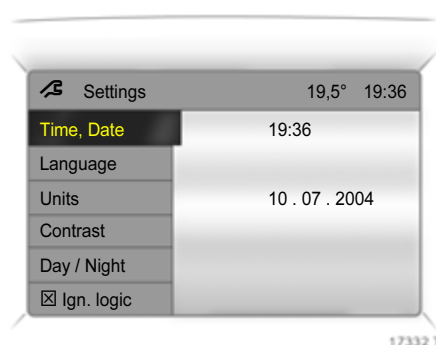 Settings 19,5° 19:36
Time, Date 19:36
Language
Units 10 . 07 . 2004
Contrast
Day / Night
☒ Ign. logic
17332 T